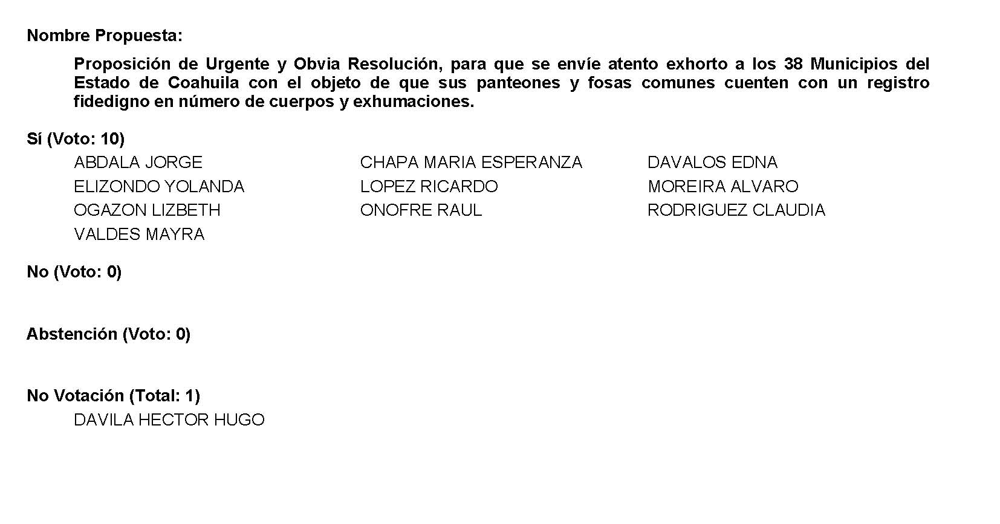 Nombre Propuesta:
Proposición de Urgente y Obvia Resolución, para que se envíe atento exhorto a los 38 Municipios del
Estado de Coahuila con el objeto de que sus panteones y fosas comunes cuenten con un registro
fidedigno en número de cuerpos y exhumaciones.
Sí (Voto: 10)
ABDALA JORGE CHAPA MARIA ESPERANZA DAVALOS EDNA
ELIZONDO YOLANDA LOPEZ RICARDO MOREIRA ALVARO
OGAZON LIZBETH ONOFRE RAUL RODRIGUEZ CLAUDIA
VALDES MAYRA
No (Voto: 0)
Abstención (Voto: 0)
No Votación (Total: 1)
DAVILA HECTOR HUGO